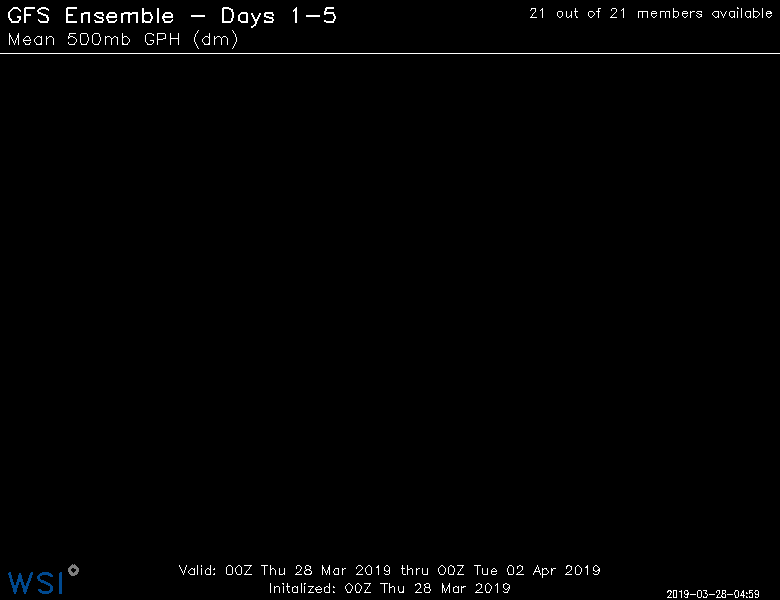 GFS Ensemble - Days 1-5
21 out of 21 members available
Mean 500mb GPH (dm)
Valid: 00Z Thu 28 Mar 2019 thru 00Z Tue 02 Apr 2019
WSI
Initalized: 00Z Thu 28 Mar 2019
2019-03-28-04:59